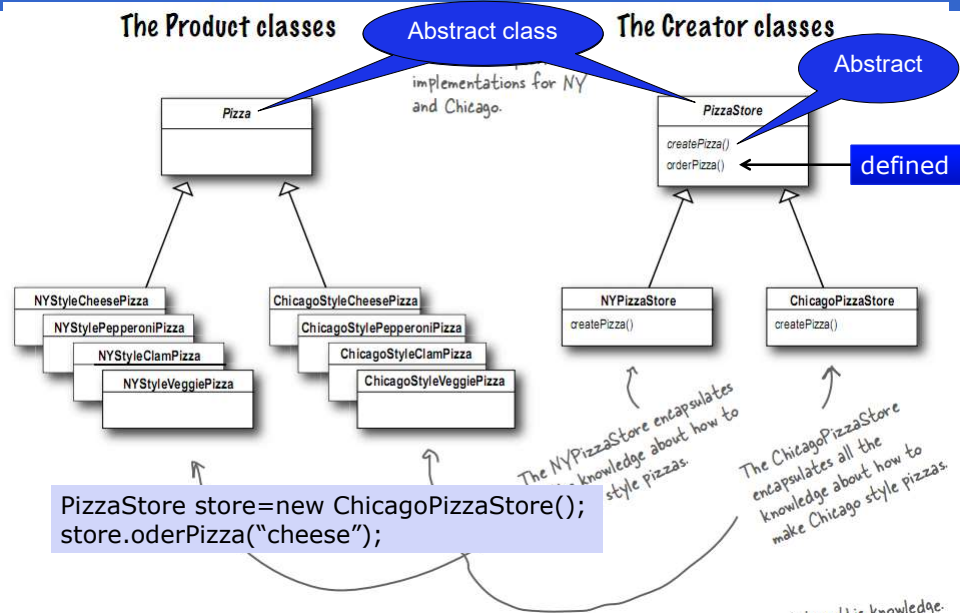 The Product classes
Abstract class
The Creator classes
Abstract
implementations for NY
and Chicago.
Pizza
PizzaStore
createPizza()
orderPizza()
defined
NYStyleCheesePizza
NYStylePepperoniPizza
NYStyleClamPizza
NYStyleVeggiePizza
ChicagoStyleCheesePizza
ChicagoStylePepperoniPizza
ChicagoStyleClamPizza
ChicagoStyleVeggiePizza
NYPizzaStore
createPizza()
ChicagoPizzaStore
createPizza()
The NYPizzaStore encapsulates
knowledge about how to
style pizzas.
The ChicagoPizzaStore
encapsulates all the
knowledge about how to
make Chicago style pizzas.
PizzaStore store=new ChicagoPizzaStore();
store.oderPizza(“cheese”);
knowledge.